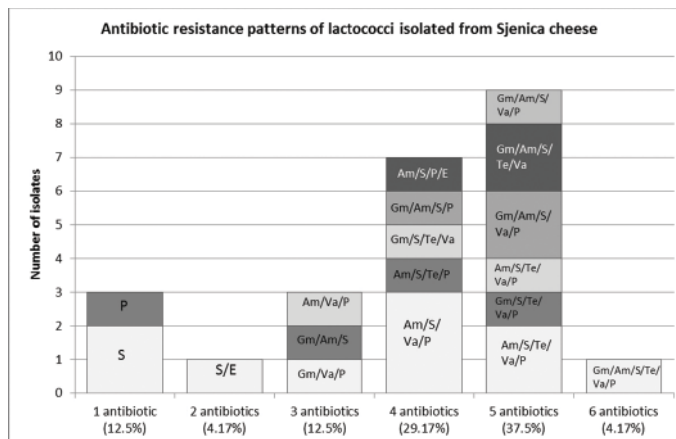 Antibiotic resistance patterns of lactococci isolated from Sjenica cheese
Number of isolates
10
9
8
7
6
5
4
3
2
1
0
P
S
S/E
Am/Va/P
Gm/Am/S
Gm/Va/P
Am/S/P/E
Gm/Am/S/P
Gm/S/Te/Va
Am/S/Te/P
Am/S/
Va/P
Gm/Am/S/
Va/P
Gm/Am/S/
Te/Va
Gm/Am/S/
Va/P
Am/S/Te/
Va/P
Gm/S/Te/
Va/P
Am/S/Te/
Va/P
Gm/Am/S/Te/
Va/P
1 antibiotic
(12.5%)
2 antibiotics
(4.17%)
3 antibiotics
(12.5%)
4 antibiotics
(29.17%)
5 antibiotics
(37.5%)
6 antibiotics
(4.17%)